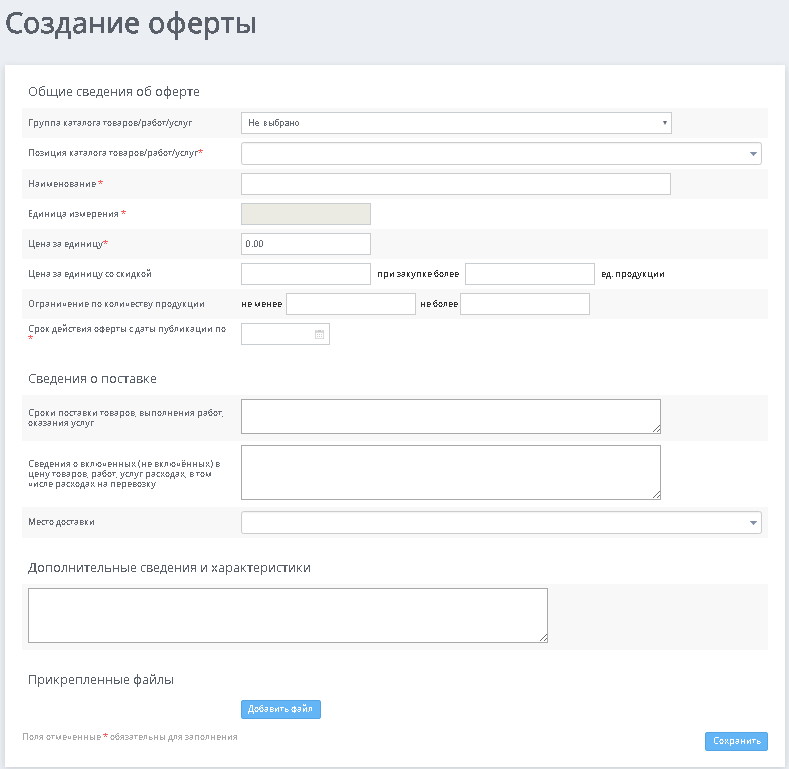 Создание оферты
Общие сведения об оферте
Группа каталога товаров/работ/услуг Не выбрано
Позиция каталога товаров/работ/услуг*
Наименование *
Единица измерения *
Цена за единицу* 0.00
Цена за единицу со скидкой при закупке более ед. продукции
Ограничение по количеству продукции не менее не более
Срок действия оферты с даты публикации по
*
Сведения о поставке
Сроки поставки товаров, выполнения работ,
оказания услуг
Сведения о включенных (не включённых) в
цену товаров, работ, услуг расходах, в том
числе расходах на перевозку
Место доставки
Дополнительные сведения и характеристики
Прикрепленные файлы
Добавить файл
Поля отмеченные * обязательны для заполнения
Сохранить